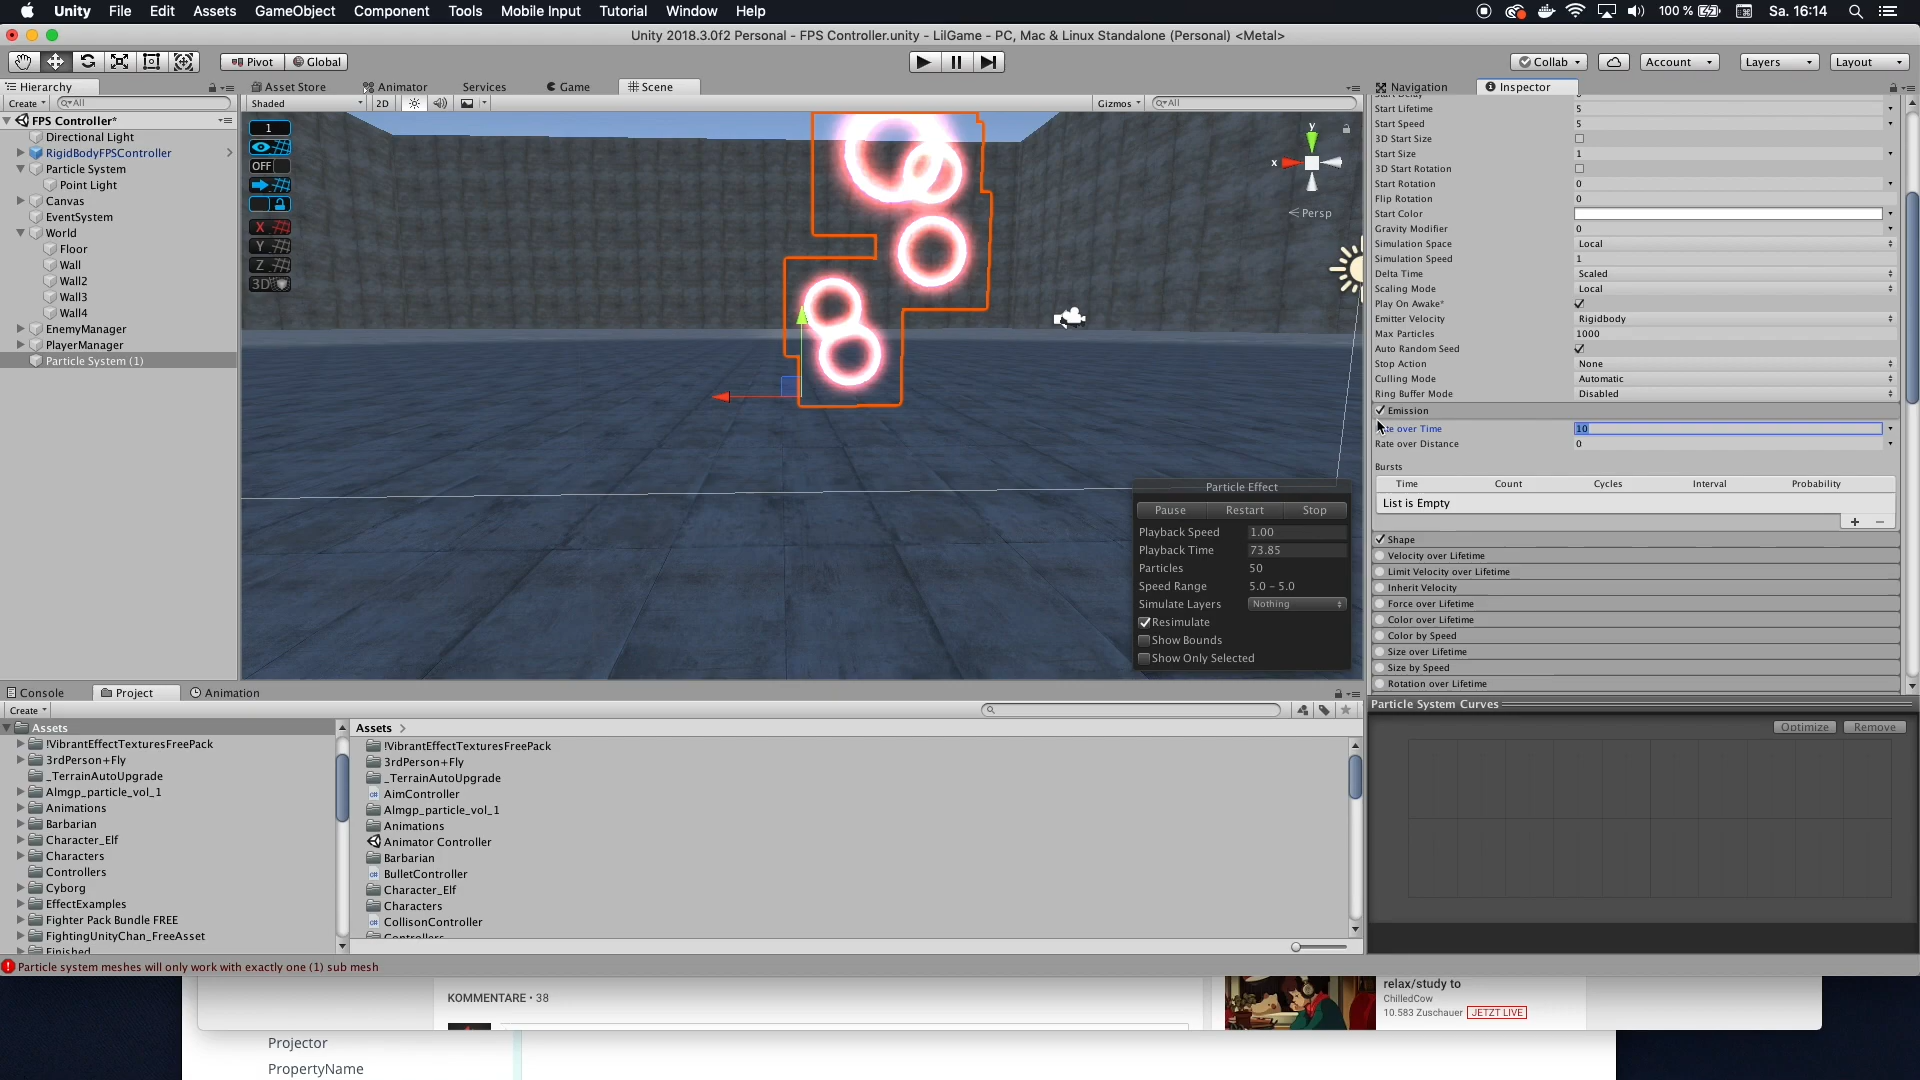 Unity File Edit Assets GameObject Component Tools Mobile Input Tutorial Window Help 100 % Sa. 16:14
Unity 2018.3.0f2 Personal - FPS Controller.unity - LilGame - PC, Mac & Linux Standalone (Personal) <Metal>
Pivot Global Collab Account Layers Layout
Hierarchy Asset Store Animator Services Game Scene Navigation Inspector
Create All Shaded 2D Gizmos All
FPS Controller*
Directional Light
RigidBodyFPSController
Particle System
Point Light
Canvas
EventSystem
World
Floor
Wall
Wall2
Wall3
Wall4
EnemyManager
PlayerManager
Particle System (1)
1
OFF
X
Y
Z
3D
y
x
Persp
Particle Effect
Pause Restart Stop
Playback Speed 1.00
Playback Time 73.85
Particles 50
Speed Range 5.0 - 5.0
Simulate Layers Nothing
Resimulate
Show Bounds
Show Only Selected
Start Lifetime 5
Start Speed 5
3D Start Size
Start Size 1
3D Start Rotation
Start Rotation 0
Flip Rotation 0
Start Color
Gravity Modifier 0
Simulation Space Local
Simulation Speed 1
Delta Time Scaled
Scaling Mode Local
Play On Awake*
Emitter Velocity Rigidbody
Max Particles 1000
Auto Random Seed
Stop Action None
Culling Mode Automatic
Ring Buffer Mode Disabled
Emission
te over Time 10
Rate over Distance 0
Bursts
Time Count Cycles Interval Probability
List is Empty
+ -
Shape
Velocity over Lifetime
Limit Velocity over Lifetime
Inherit Velocity
Force over Lifetime
Color over Lifetime
Color by Speed
Size over Lifetime
Size by Speed
Rotation over Lifetime
Particle System Curves
Optimize Remove
Console Project Animation
Create
Assets
!VibrantEffectTexturesFreePack
3rdPerson+Fly
_TerrainAutoUpgrade
Almgp_particle_vol_1
Animations
Barbarian
Character_Elf
Characters
Controllers
Cyborg
EffectExamples
Fighter Pack Bundle FREE
FightingUnityChan_FreeAsset
Finished
Assets
!VibrantEffectTexturesFreePack
3rdPerson+Fly
_TerrainAutoUpgrade
AimController
Almgp_particle_vol_1
Animations
Animator Controller
Barbarian
BulletController
Character_Elf
Characters
CollisonController
Controllers
Particle system meshes will only work with exactly one (1) sub mesh
KOMMENTARE • 38
relax/study to
ChilledCow
10.583 Zuschauer JETZT LIVE
Projector
PropertyName